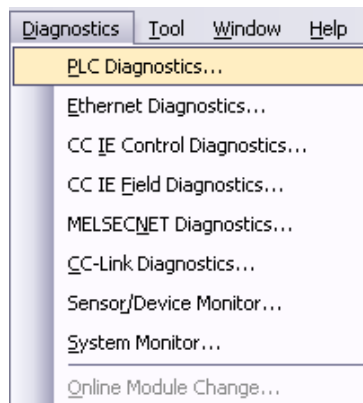 Diagnostics Tool Window Help
PLC Diagnostics...
Ethernet Diagnostics...
CC IE Control Diagnostics...
CC IE Field Diagnostics...
MELSECNET Diagnostics...
CC-Link Diagnostics...
Sensor/Device Monitor...
System Monitor...
Online Module Change...